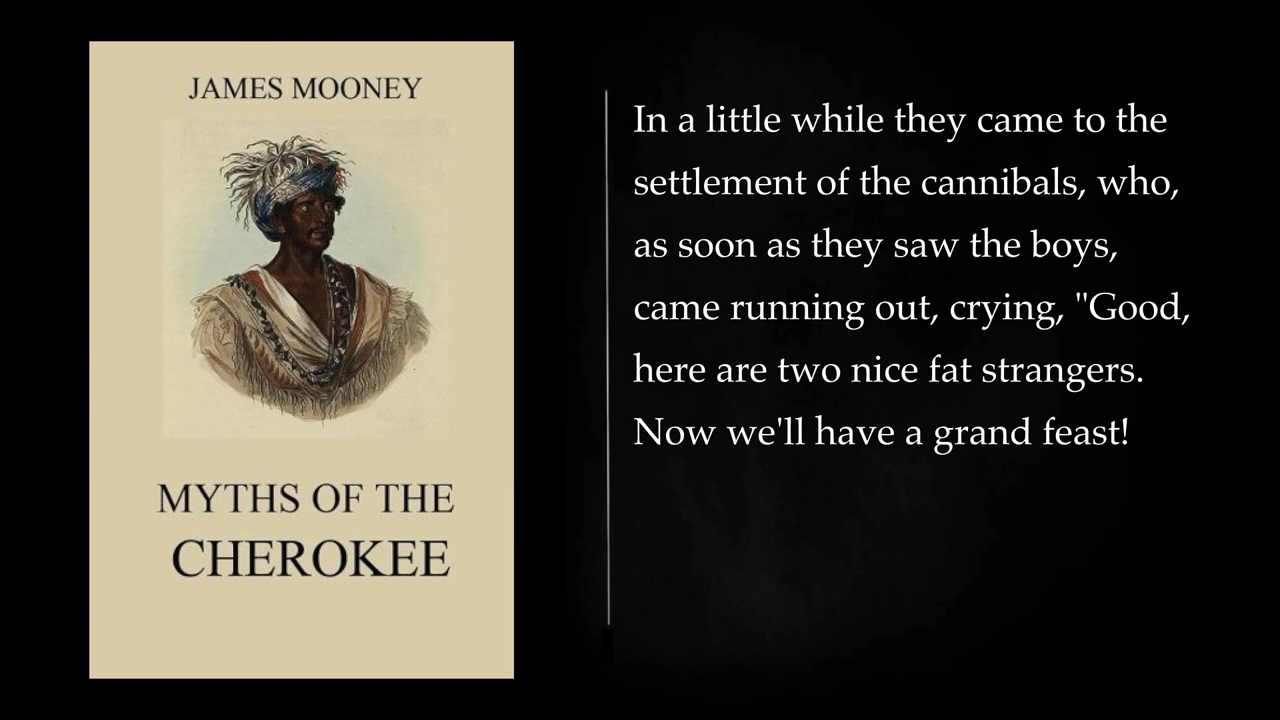 JAMES MOONEY
MYTHS OF THE
CHEROKEE
In a little while they came to the
settlement of the cannibals, who,
as soon as they saw the boys,
came running out, crying, "Good,
here are two nice fat strangers.
Now we'll have a grand feast!